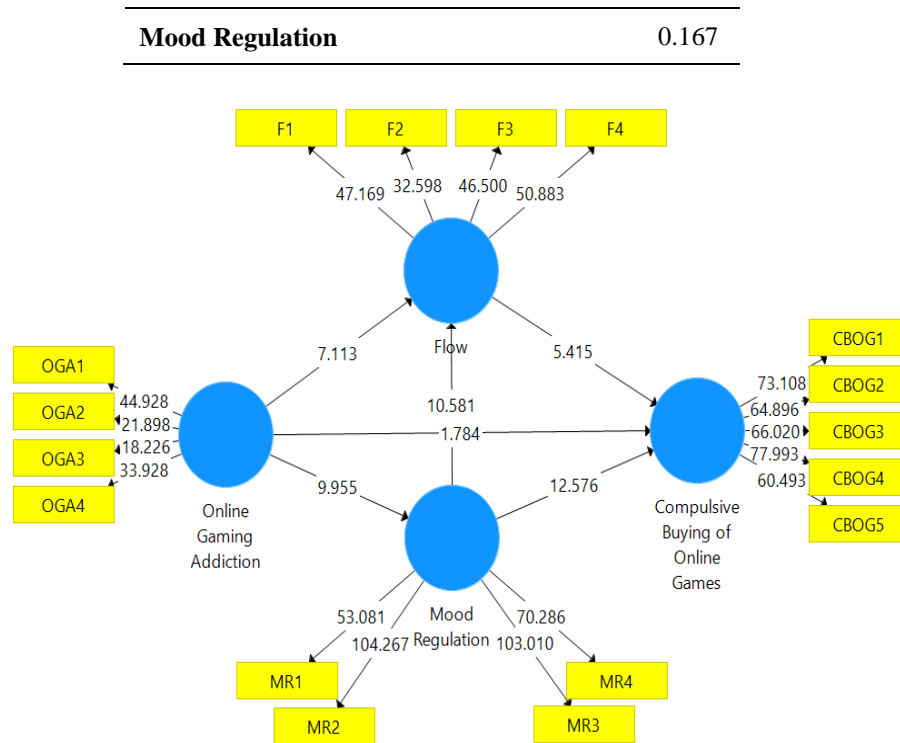 Mood Regulation 0.167
F1 F2 F3 F4
47.169 32.598 46.500 50.883
Flow
7.113 5.415
OGA1
OGA2
OGA3
OGA4
44.928
21.898
18.226
33.928
10.581
1.784
CBOG1
CBOG2
CBOG3
CBOG4
CBOG5
73.108
64.896
66.020
77.993
60.493
9.955 12.576
Online
Gaming
Addiction
Compulsive
Buying of
Online
Games
Mood
Regulation
53.081 70.286
104.267 103.010
MR1 MR4
MR2 MR3